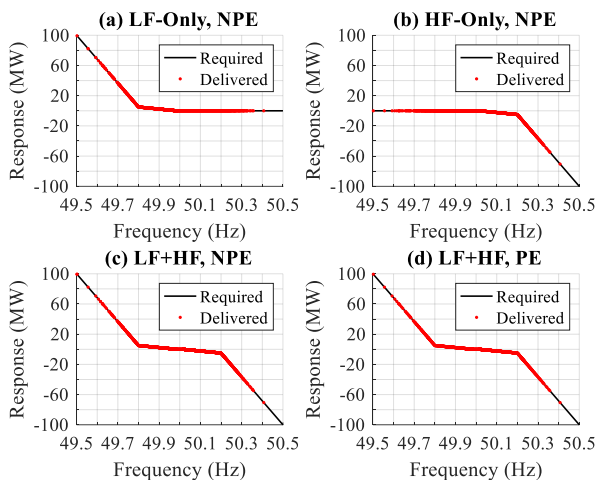 (a) LF-Only, NPE
Response (MW)
100
60
20
-20
-60
-100
Required
Delivered
49.5 49.7 49.9 50.1 50.3 50.5
Frequency (Hz)
(b) HF-Only, NPE
Response (MW)
100
60
20
-20
-60
-100
Required
Delivered
49.5 49.7 49.9 50.1 50.3 50.5
Frequency (Hz)
(c) LF+HF, NPE
Response (MW)
100
60
20
-20
-60
-100
Required
Delivered
49.5 49.7 49.9 50.1 50.3 50.5
Frequency (Hz)
(d) LF+HF, PE
Response (MW)
100
60
20
-20
-60
-100
Required
Delivered
49.5 49.7 49.9 50.1 50.3 50.5
Frequency (Hz)